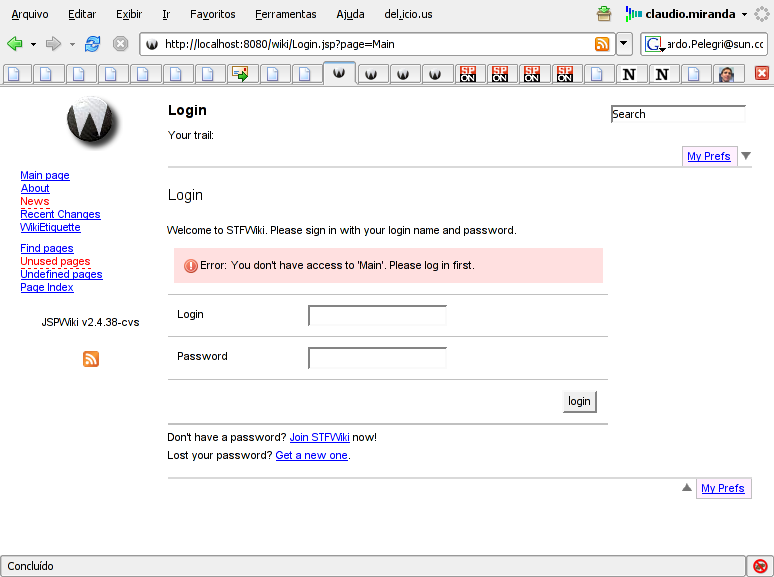 Arquivo Editar Exibir Ir Favoritos Ferramentas Ajuda del.icio.us claudio.miranda
http://localhost:8080/wiki/Login.jsp?page=Main
ardo.Pelegri@sun.cc
SP ON SP ON SP ON SP ON N N
Login
Search
Your trail:
My Prefs
Main page
About
News
Recent Changes
WikiEtiquette
Find pages
Unused pages
Undefined pages
Page Index
JSPWiki v2.4.38-cvs
Login
Welcome to STFWiki. Please sign in with your login name and password.
Error: You don't have access to 'Main'. Please log in first.
Login
Password
login
Don't have a password? Join STFWiki now!
Lost your password? Get a new one.
My Prefs
Concluído